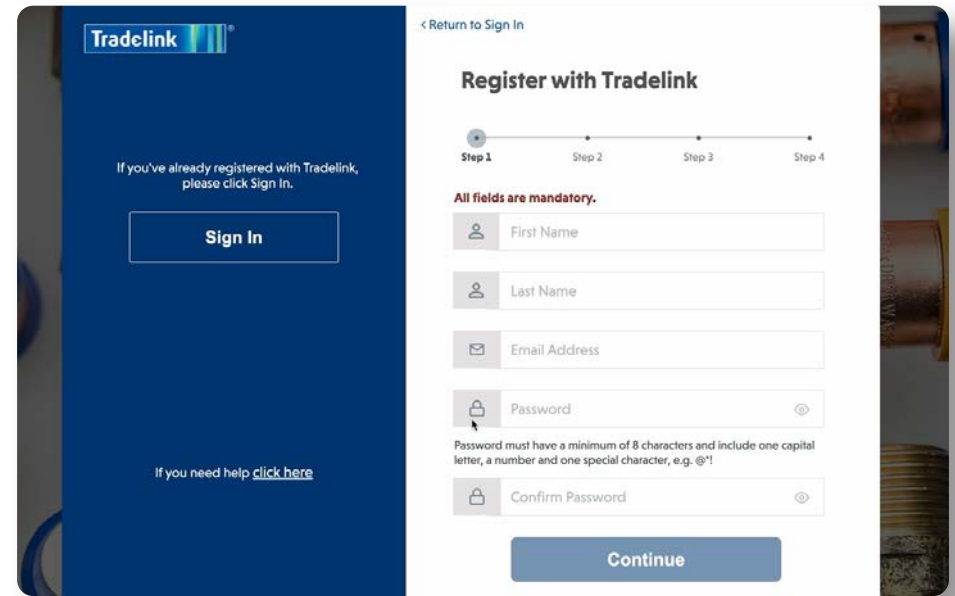 Tradelink
If you've already registered with Tradelink,
please click Sign In.
Sign In
If you need help click here
< Return to Sign In
Register with Tradelink
Step 1 Step 2 Step 3 Step 4
All fields are mandatory.
First Name
Last Name
Email Address
Password
Password must have a minimum of 8 characters and include one capital
letter, a number and one special character, e.g. @*!
Confirm Password
Continue